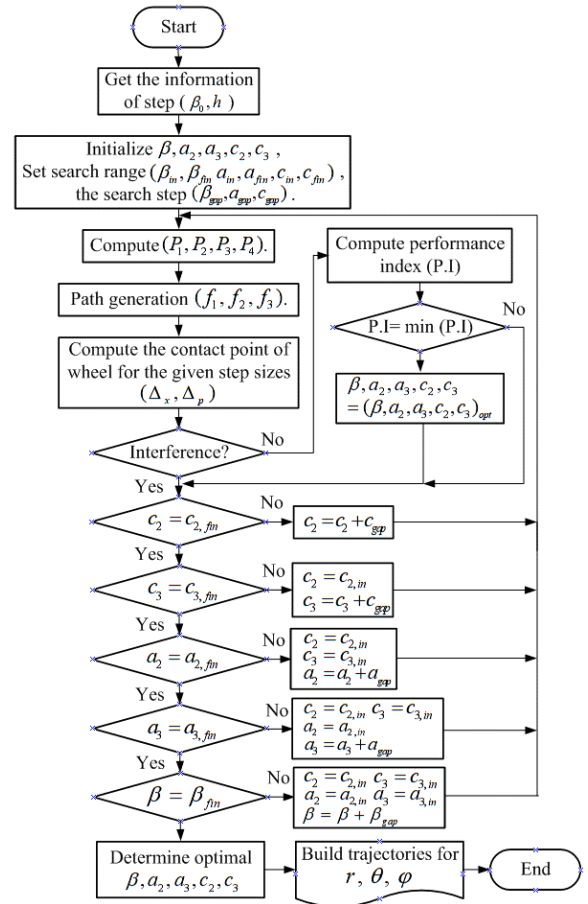 Start
Get the information
of step ( β₀, h )
Initialize β, a₂, a₃, c₂, c₃ ,
Set search range (β_in, β_fin a_in, a_fin, c_in, c_fin) ,
the search step (β_gap, a_gap, c_gap) .
Compute (P₁, P₂, P₃, P₄).
Path generation (f₁, f₂, f₃).
Compute the contact point of
wheel for the given step sizes
(Δ_x, Δ_p)
Interference?
No
Compute performance
index (P.I)
P.I= min (P.I)
No
β, a₂, a₃, c₂, c₃
= (β, a₂, a₃, c₂, c₃)_opt
Yes
c₂ = c_2,fin
No
c₂ = c₂ + c_gap
Yes
c₃ = c_3,fin
No
c₂ = c_2,in
c₃ = c₃ + c_gap
Yes
a₂ = a_2,fin
No
c₂ = c_2,in
c₃ = c_3,in
a₂ = a₂ + a_gap
Yes
a₃ = a_3,fin
No
c₂ = c_2,in c₃ = c_3,in
a₂ = a_2,in
a₃ = a₃ + a_gap
Yes
β = β_fin
No
c₂ = c_2,in c₃ = c_3,in
a₂ = a_2,in a₃ = a_3,in
β = β + β_gap
Determine optimal
β, a₂, a₃, c₂, c₃
Build trajectories for
r , θ , φ
End